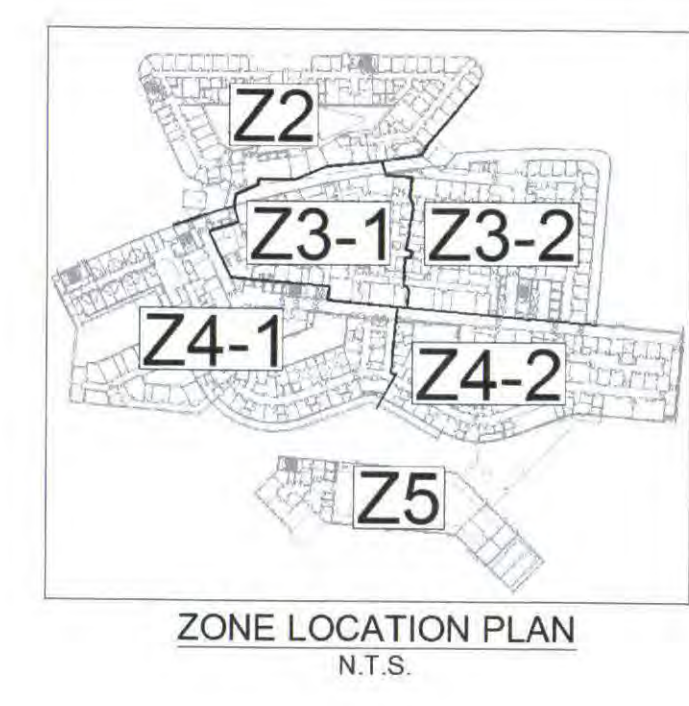 Z2
Z3-1
Z3-2
Z4-1
Z4-2
Z5
ZONE LOCATION PLAN
N.T.S.